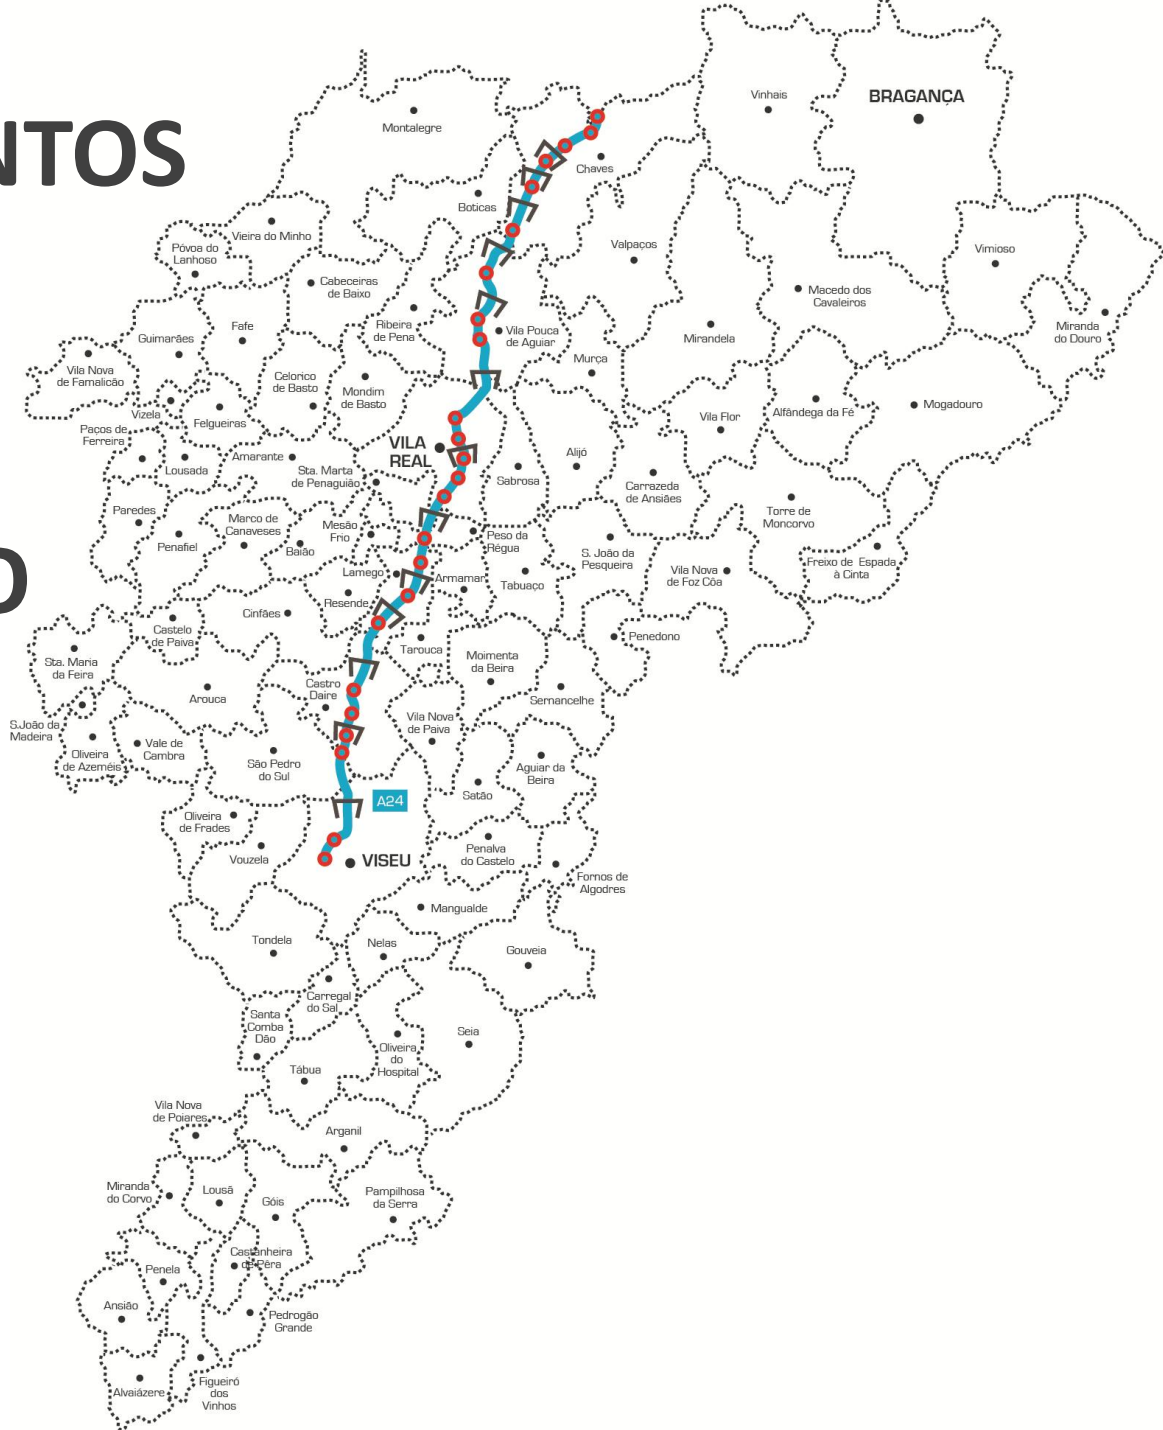 NTOS
O
Vinhais
BRAGANÇA
Montalegre
Chaves
Boticas
Vieira do Minho
Póvoa do
Lanhoso
Valpaços
Vimioso
Cabeceiras
de Baixo
Macedo dos
Cavaleiros
Ribeira
de Pena
Fafe
Guimarães
Vila Pouca
de Aguiar
Mirandela
Miranda
do Douro
Murça
Vila Nova
de Famalicão
Celorico
de Basto
Mondim
de Basto
Vizela
Felgueiras
Vila Flor
Alfândega da Fé
Mogadouro
Paços de
Ferreira
VILA
REAL
Lousada
Amarante
Sta. Marta
de Penaguião
Sabrosa
Alijó
Carrazeda
de Ansiães
Paredes
Penafiel
Marco de
Canaveses
Baião
Mesão
Frio
Peso da
Régua
Torre de
Moncorvo
S. João da
Pesqueira
Vila Nova
de Foz Côa
Freixo de Espada
à Cinta
Lamego
Armamar
Tabuaço
Resende
Cinfães
Castelo
de Paiva
Tarouca
Penedono
Sta. Maria
da Feira
Moimenta
da Beira
Arouca
Castro
Daire
Sernancelhe
S.João da
Madeira
Oliveira
de Azeméis
Vale de
Cambra
São Pedro
do Sul
Vila Nova
de Paiva
Aguiar da
Beira
Satão
A24
Oliveira
de Frades
Vouzela
VISEU
Penalva
do Castelo
Fornos de
Algodres
Mangualde
Tondela
Nelas
Gouveia
Carregal
do Sal
Santa
Comba
Dão
Oliveira
do
Hospital
Seia
Tábua
Vila Nova
de Poiares
Arganil
Miranda
do Corvo
Lousã
Góis
Pampilhosa
da Serra
Castanheira
de Pêra
Penela
Ansião
Pedrogão
Grande
Alvaiázere
Figueiró
dos
Vinhos